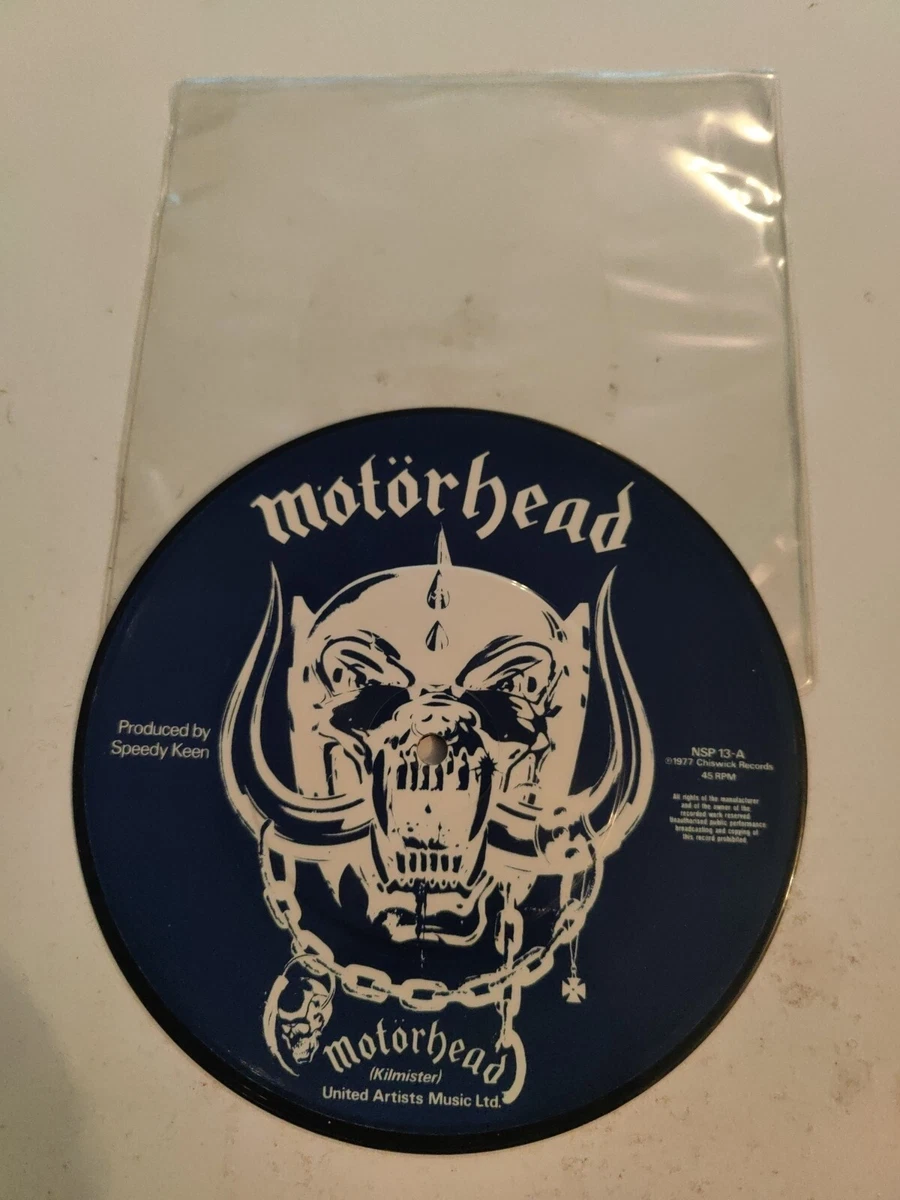 motörhead
Produced by
Speedy Keen
NSP 13-A
℗1977 Chiswick Records
45 RPM
All rights of the manufacturer
and of the owner of the
recorded work reserved.
Unauthorised public performance
broadcasting and copying of
this record prohibited.
motörhead
(Kilmister)
United Artists Music Ltd.